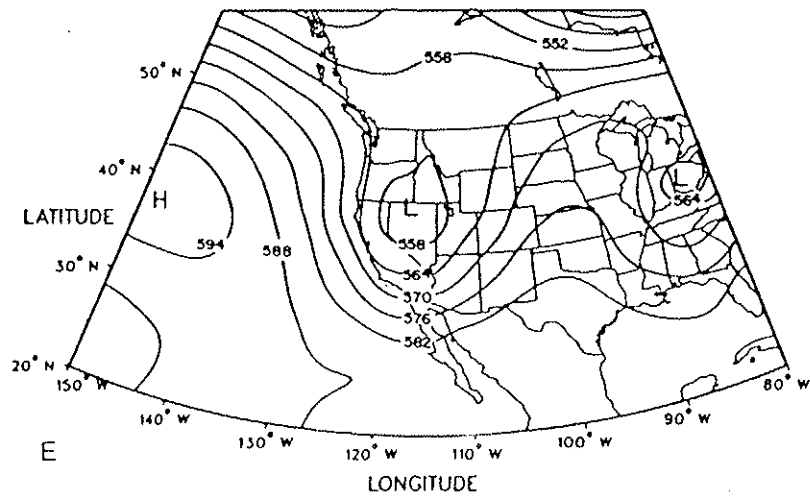 558
552
50° N
40° N
H
L
564
LATITUDE
L
594
588
558
30° N
564
570
576
582
20° N
150° W
80° W
140° W
90° W
130° W
100° W
120° W
110° W
E
LONGITUDE